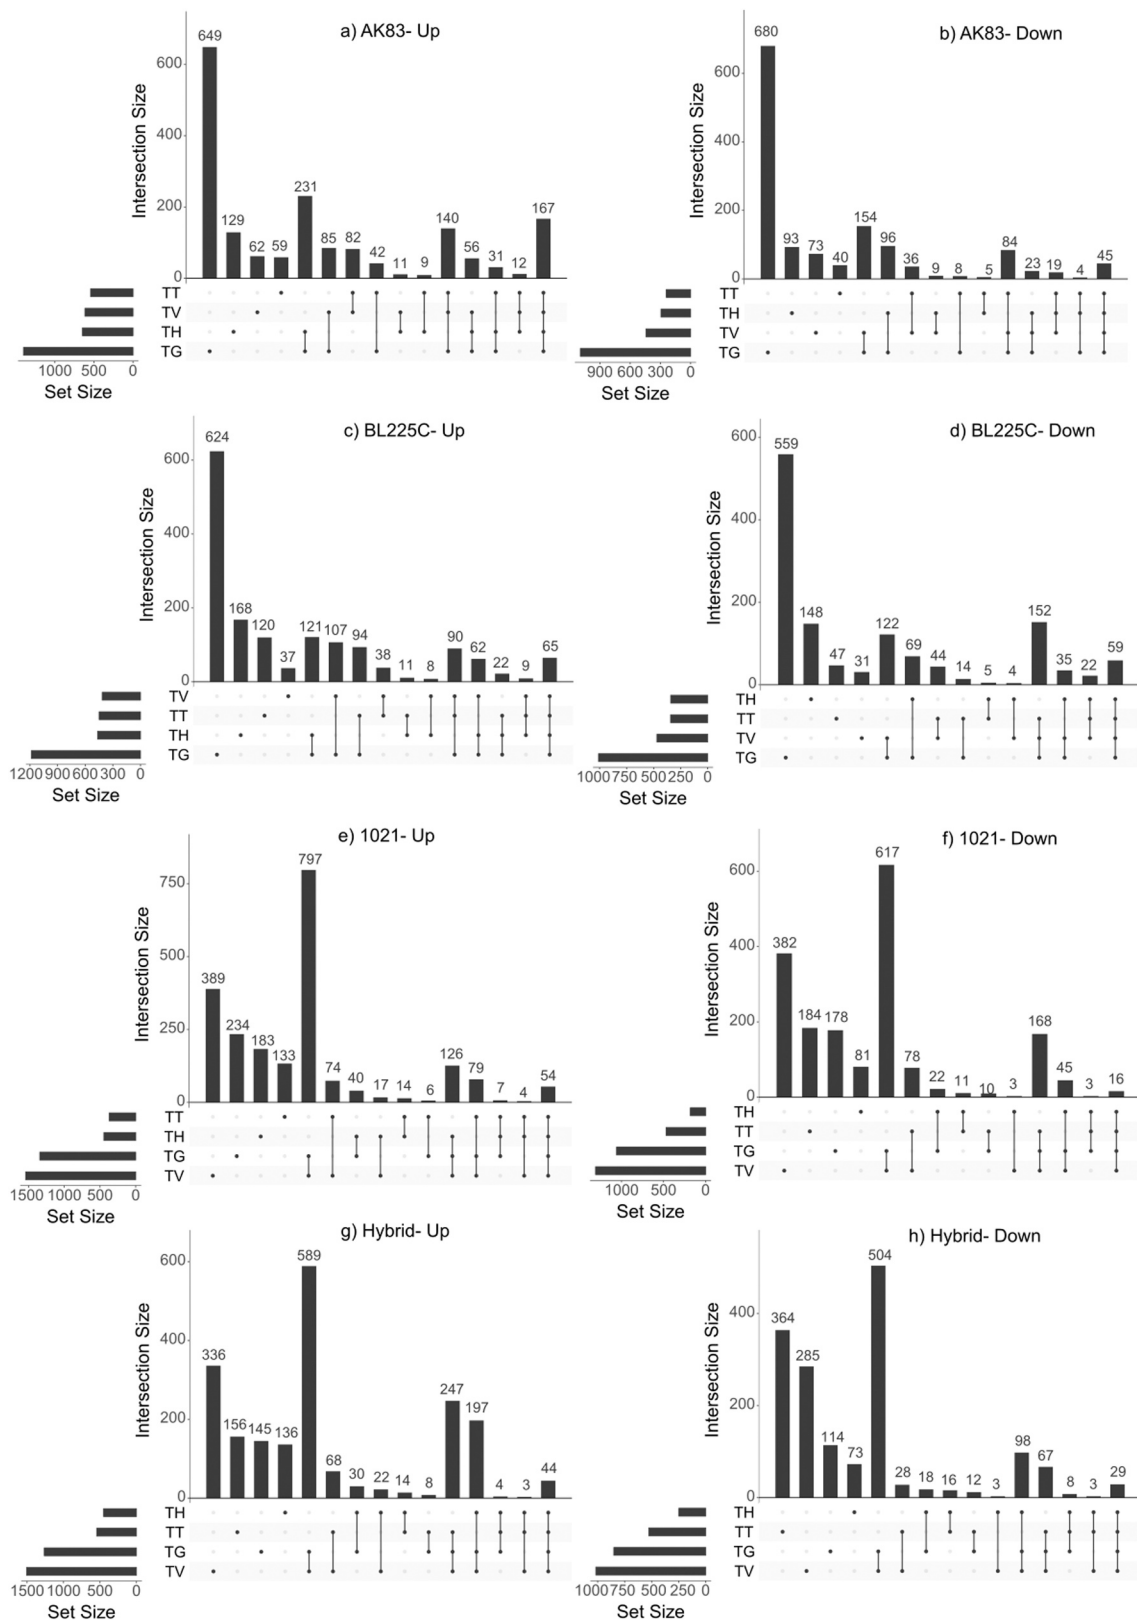 a) AK83- Up
Intersection Size
600
400
200
0
649
129
62
59
231
85
82
42
11
9
140
56
31
12
167
TT
TV
TH
TG
1000 500 0
Set Size
b) AK83- Down
Intersection Size
600
400
200
0
680
93
73
40
154
96
36
9
8
5
84
23
19
4
45
TT
TH
TV
TG
900 600 300 0
Set Size
c) BL225C- Up
Intersection Size
600
400
200
0
624
168
120
37
121
107
94
38
11
8
90
62
22
9
65
TV
TT
TH
TG
1200 900 600 300 0
Set Size
d) BL225C- Down
Intersection Size
600
400
200
0
559
148
47
31
122
69
44
14
5
4
152
35
22
59
TH
TT
TV
TG
1000 750 500 250 0
Set Size
e) 1021- Up
Intersection Size
750
500
250
0
389
234
183
133
797
74
40
17
14
6
126
79
7
4
54
TT
TH
TG
TV
1500 1000 500 0
Set Size
f) 1021- Down
Intersection Size
600
400
200
0
382
184
178
81
617
78
22
11
10
3
168
45
3
16
TH
TT
TG
TV
1000 500 0
Set Size
g) Hybrid- Up
Intersection Size
600
400
200
0
336
156
145
136
589
68
30
22
14
8
247
197
4
3
44
TH
TT
TG
TV
1500 1000 500 0
Set Size
h) Hybrid- Down
Intersection Size
400
200
0
364
285
114
73
504
28
18
16
12
3
98
67
8
3
29
TH
TT
TG
TV
1000 750 500 250 0
Set Size